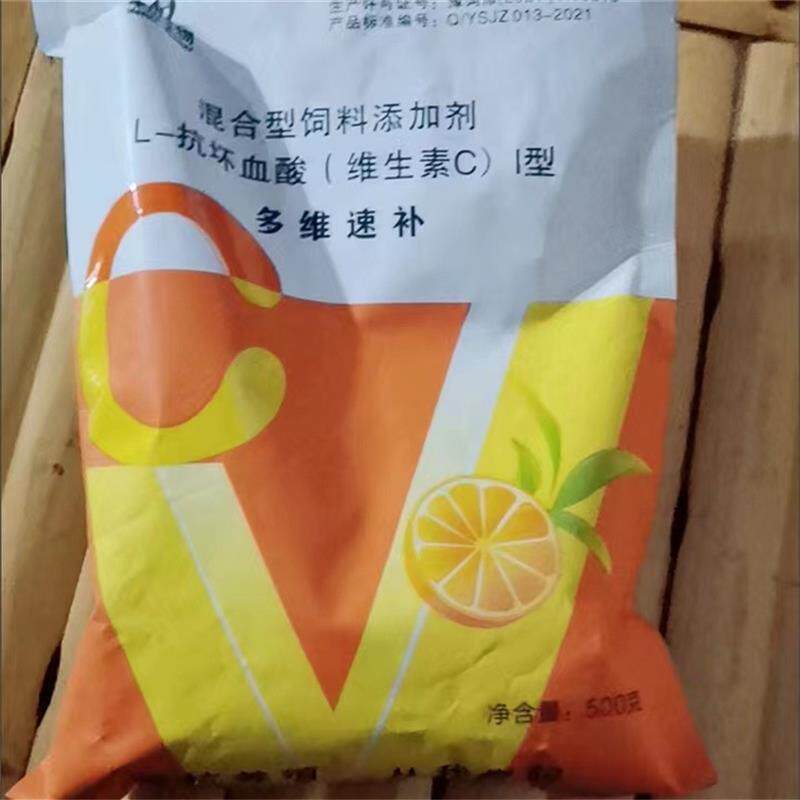 产品标准编号：Q/YSJZ 013-2021
混合型饲料添加剂
L-抗坏血酸（维生素C）I型
多维速补
C
V
净含量：500克